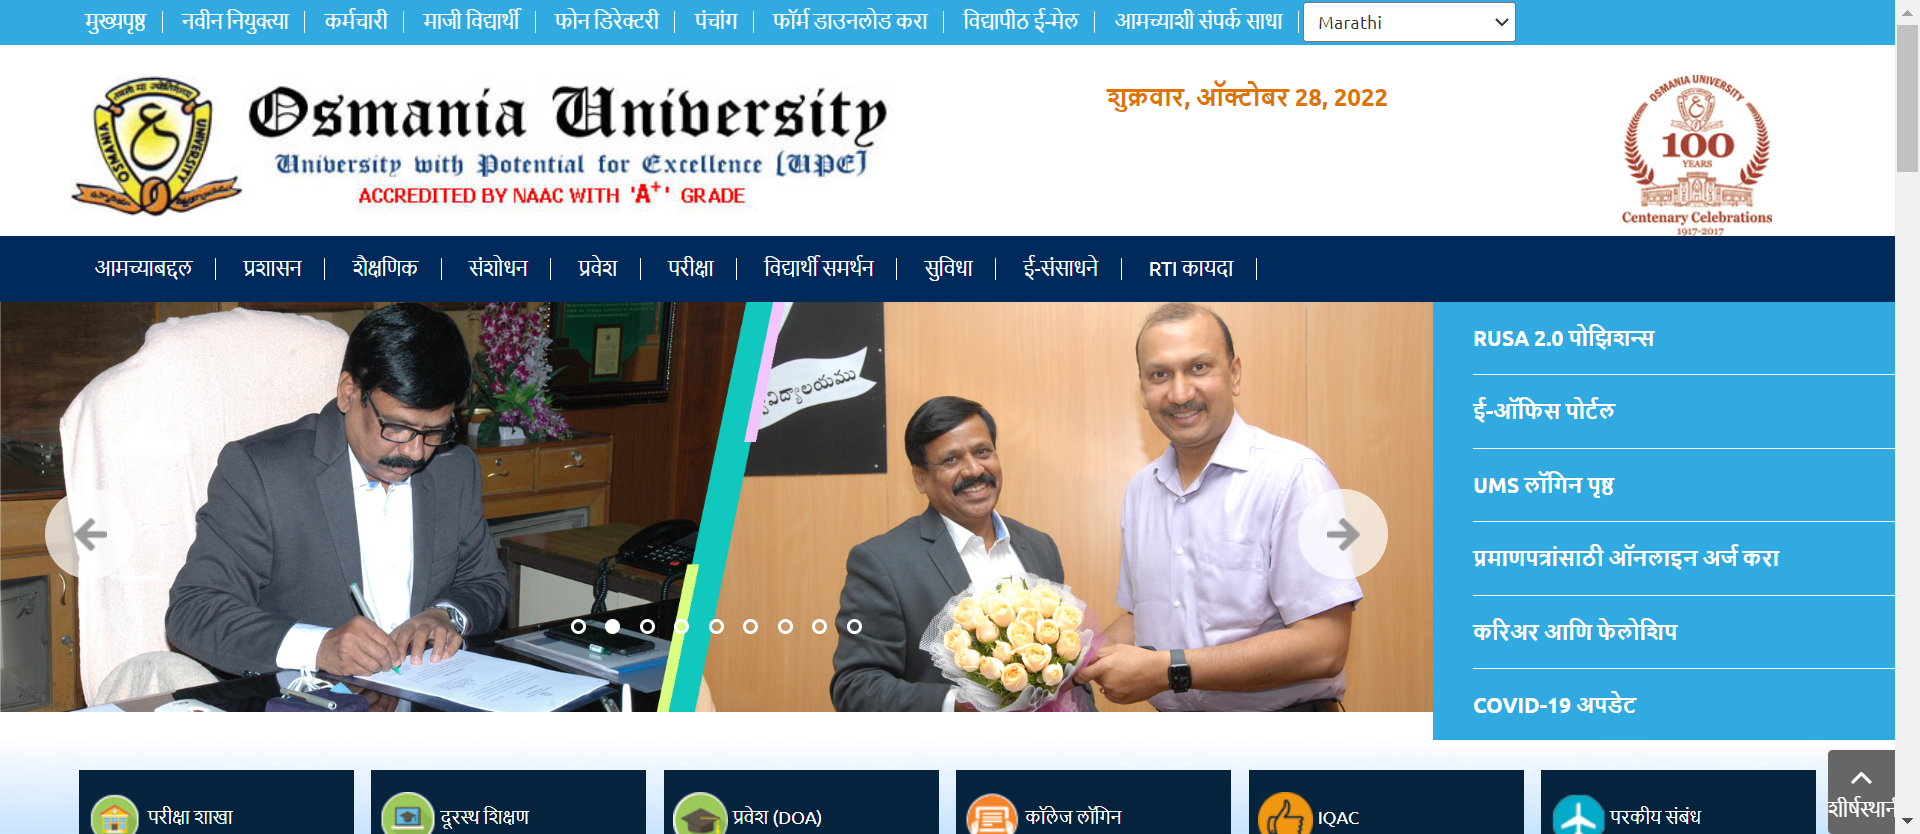 मुख्यपृष्ठ
नवीन नियुक्त्या
कर्मचारी
माजी विद्यार्थी
फोन डिरेक्टरी
पंचांग
फॉर्म डाउनलोड करा
विद्यापीठ ई-मेल
आमच्याशी संपर्क साधा
Marathi
OSMANIA UNIVERSITY
Osmania University
University with Potential for Excellence [UPE]
ACCREDITED BY NAAC WITH 'A+' GRADE
शुक्रवार, ऑक्टोबर 28, 2022
OSMANIA UNIVERSITY
100
YEARS
Centenary Celebrations
1917-2017
आमच्याबद्दल
प्रशासन
शैक्षणिक
संशोधन
प्रवेश
परीक्षा
विद्यार्थी समर्थन
सुविधा
ई-संसाधने
RTI कायदा
RUSA 2.0 पोझिशन्स
ई-ऑफिस पोर्टल
UMS लॉगिन पृष्ठ
प्रमाणपत्रांसाठी ऑनलाइन अर्ज करा
करिअर आणि फेलोशिप
COVID-19 अपडेट
परीक्षा शाखा
दूरस्थ शिक्षण
प्रवेश (DOA)
कॉलेज लॉगिन
IQAC
परकीय संबंध
शीर्षस्थानी